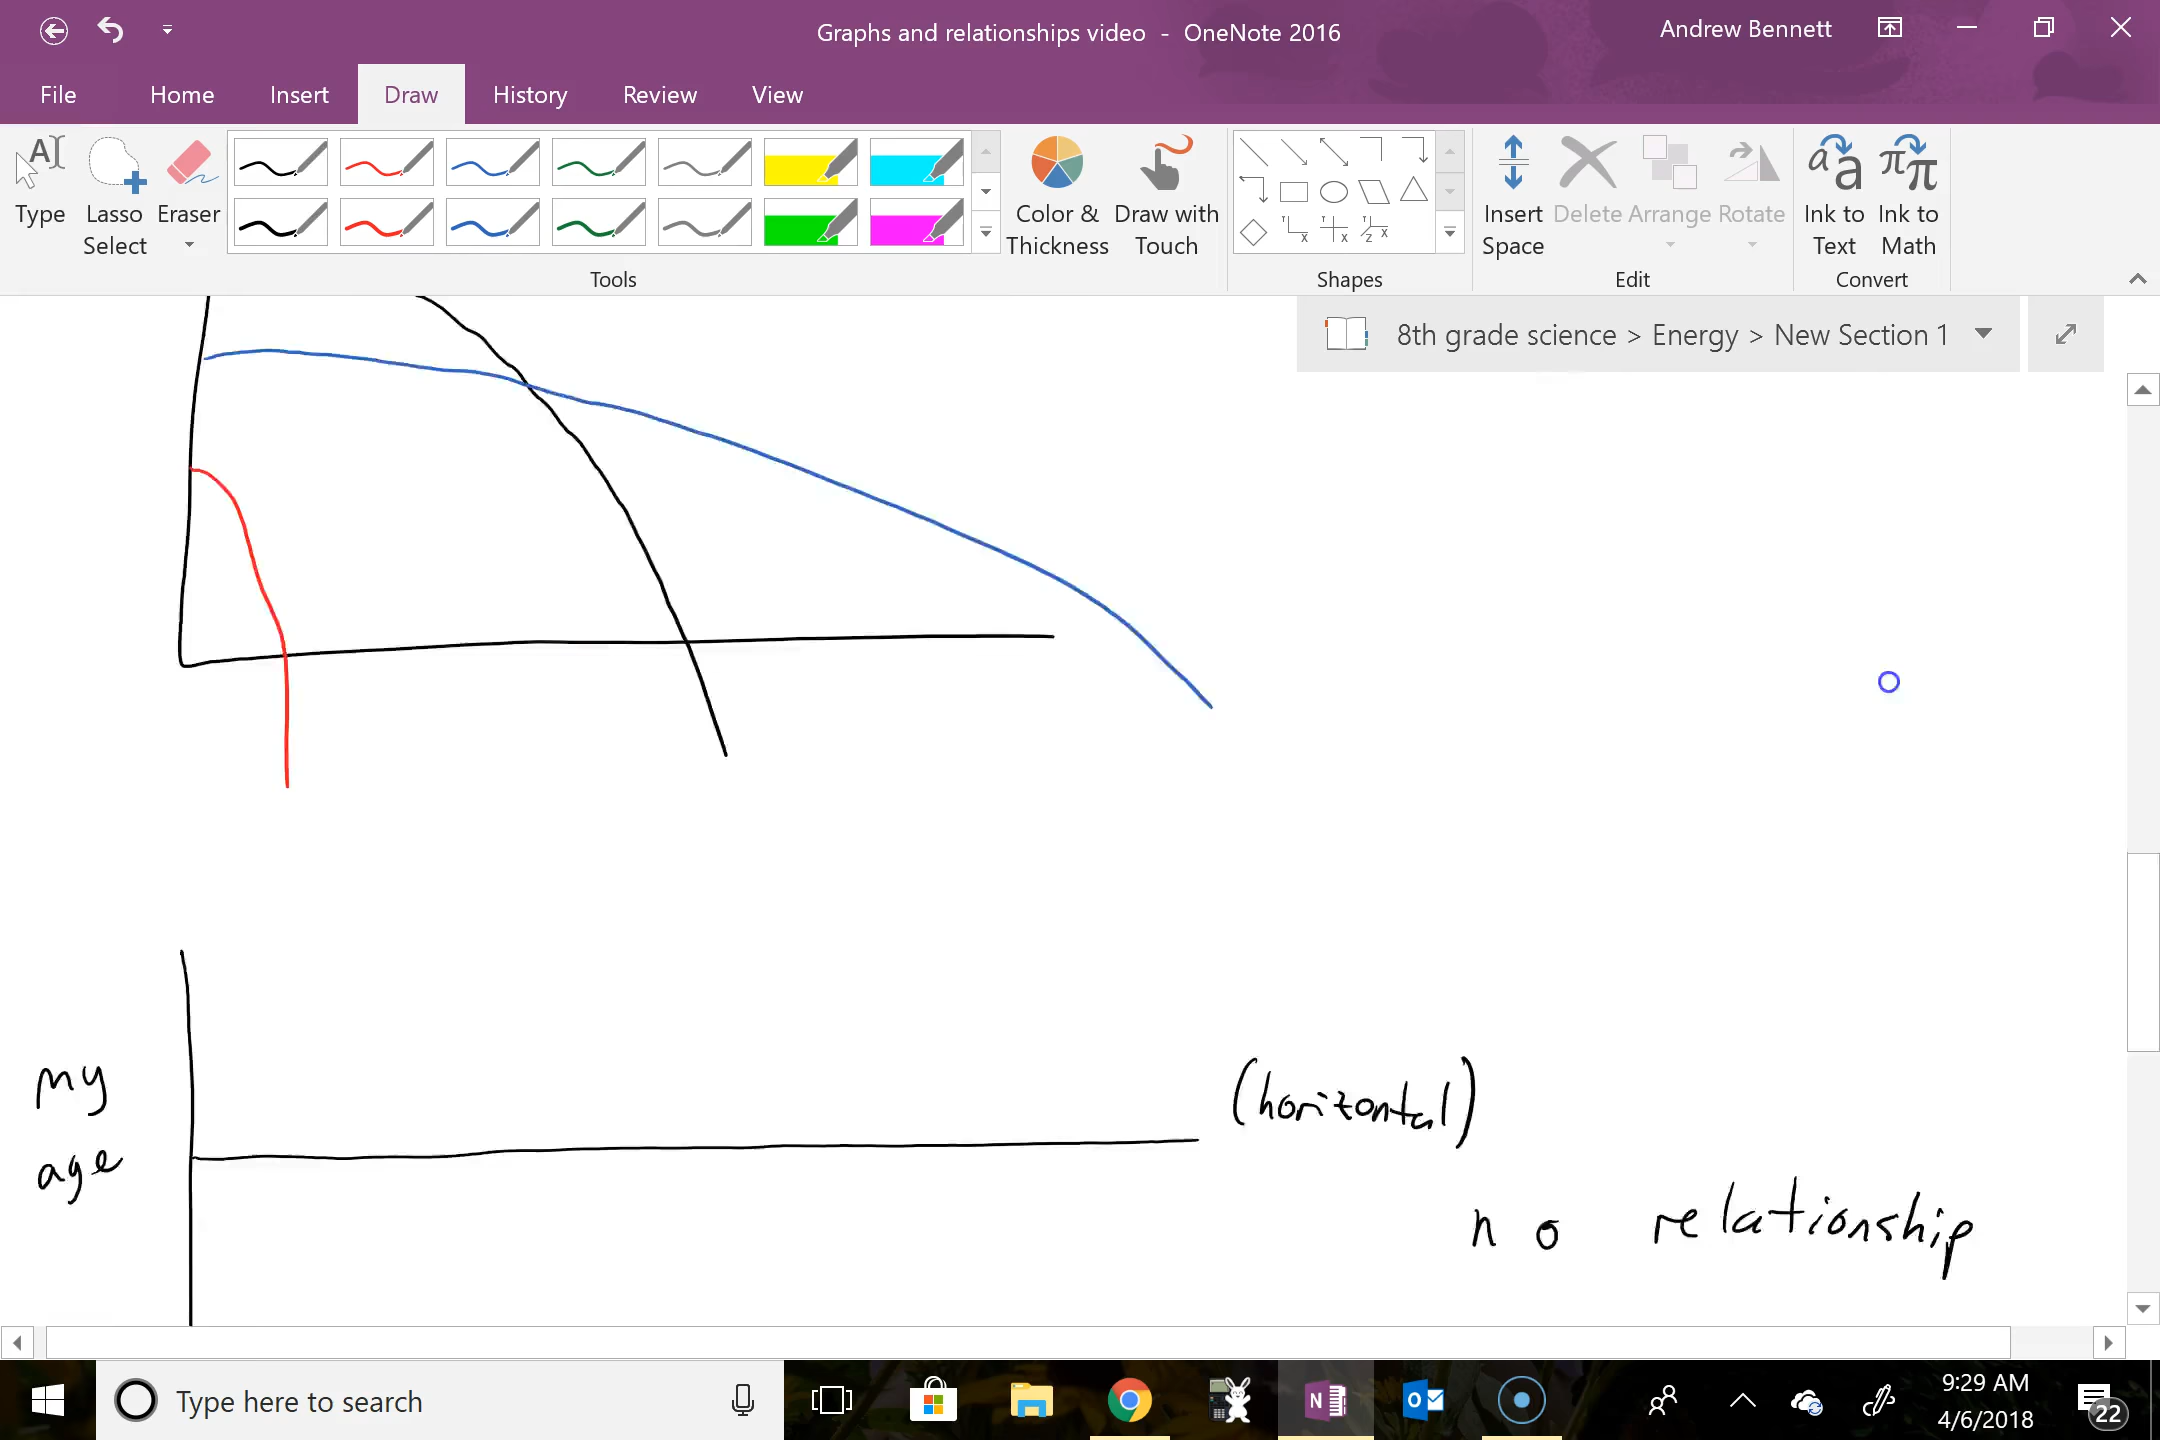 Graphs and relationships video - OneNote 2016
Andrew Bennett
File Home Insert Draw History Review View
Type
Lasso Select
Eraser
Color & Thickness
Draw with Touch
Insert Space
Delete
Arrange
Rotate
Ink to Text
Ink to Math
Tools
Shapes
Edit
Convert
8th grade science > Energy > New Section 1
my
age
(horizontal)
no relationship
Type here to search
9:29 AM
4/6/2018
22